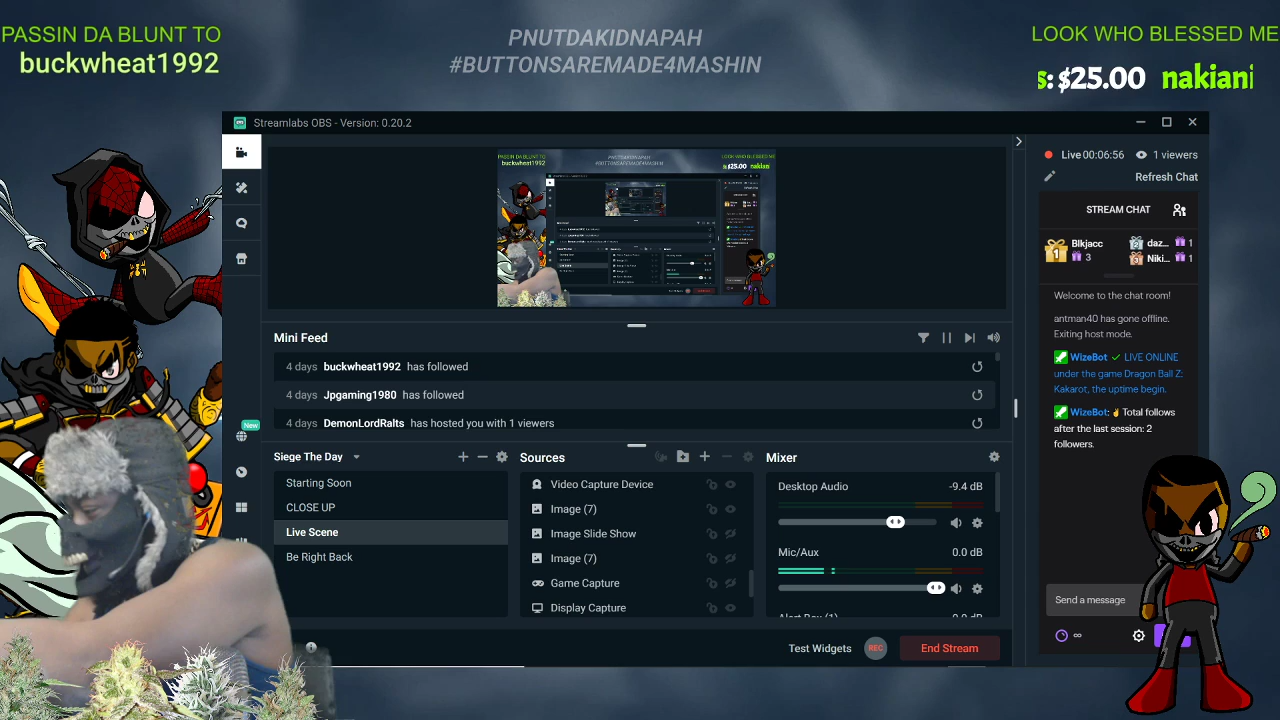 PASSIN DA BLUNT TO
buckwheat1992
PNUTDAKIDNAPAH
#BUTTONSAREMADE4MASHIN
LOOK WHO BLESSED ME
s: $25.00 nakiani
Streamlabs OBS - Version: 0.20.2
Live 00:06:56 1 viewers
Refresh Chat
STREAM CHAT
1 Blkjacc 3
2 daz... 1
3 Niki... 1
Welcome to the chat room!
antman40 has gone offline.
Exiting host mode.
WizeBot: ✓ LIVE ONLINE
under the game Dragon Ball Z:
Kakarot, the uptime begin.
WizeBot: ✌ Total follows
after the last session: 2
followers.
Send a message
∞
Mini Feed
4 days buckwheat1992 has followed
4 days Jpgaming1980 has followed
4 days DemonLordRalts has hosted you with 1 viewers
New
Siege The Day
Starting Soon
CLOSE UP
Live Scene
Be Right Back
Sources
Video Capture Device
Image (7)
Image Slide Show
Image (7)
Game Capture
Display Capture
Mixer
Desktop Audio -9.4 dB
Mic/Aux 0.0 dB
Test Widgets REC End Stream